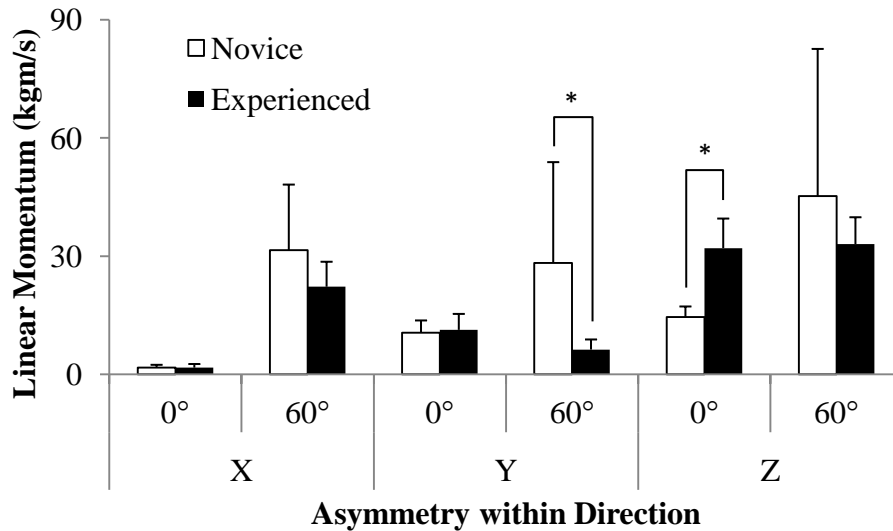 90
60
30
0
Linear Momentum (kgm/s)
Novice
Experienced
*
*
0° 60° 0° 60° 0° 60°
X Y Z
Asymmetry within Direction